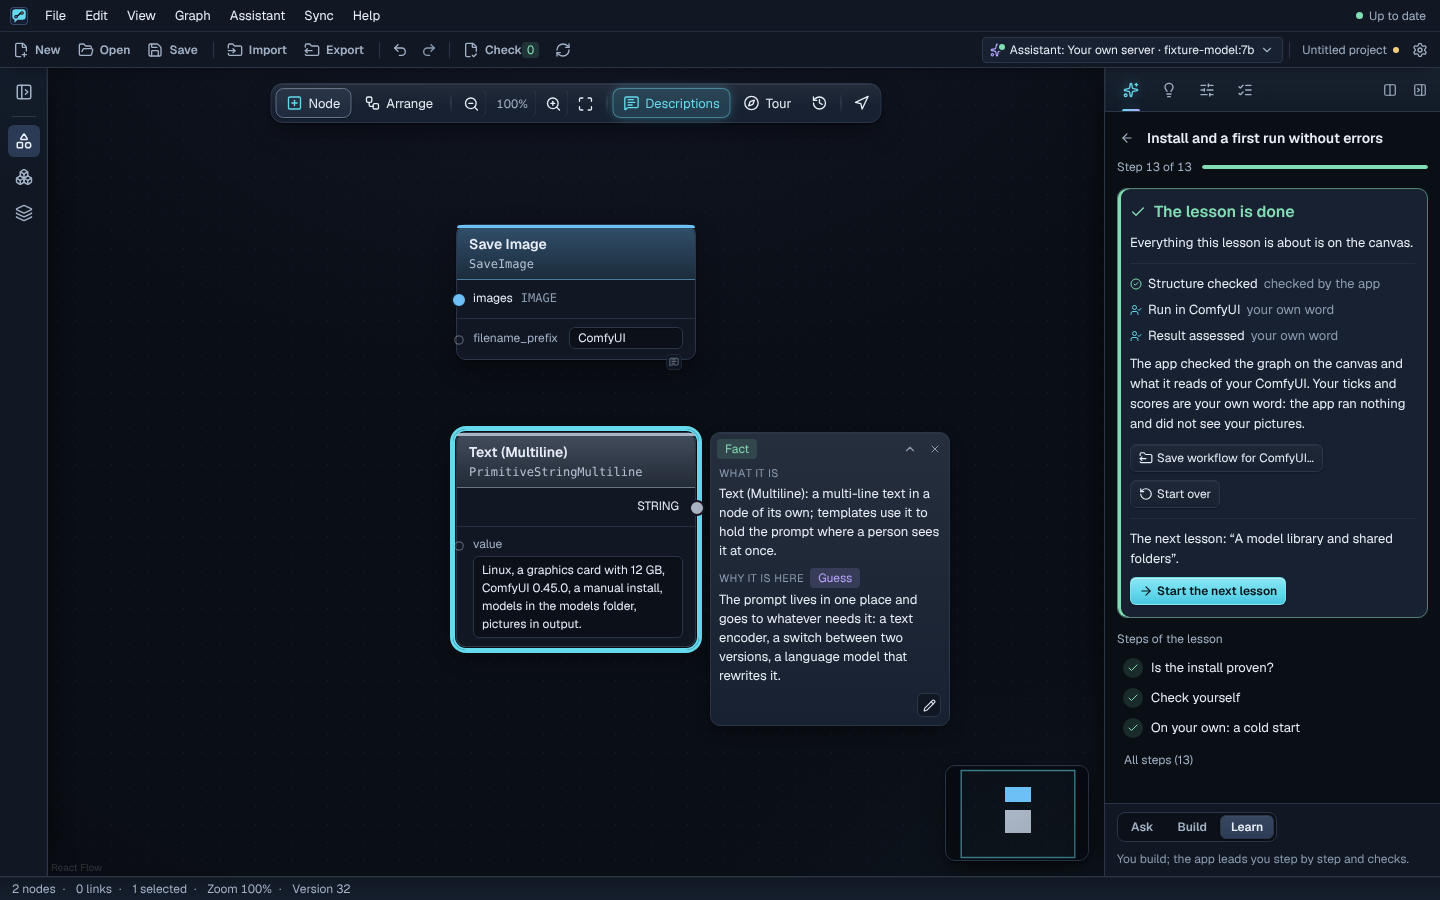 File Edit View Graph Assistant Sync Help
Up to date
New Open Save Import Export Check 0
Assistant: Your own server · fixture-model:7b
Untitled project
Node Arrange 100% Descriptions Tour
Save Image
SaveImage
images IMAGE
filename_prefix ComfyUI
Text (Multiline)
PrimitiveStringMultiline
STRING
value
Linux, a graphics card with 12 GB,
ComfyUI 0.45.0, a manual install,
models in the models folder,
pictures in output.
Fact
WHAT IT IS
Text (Multiline): a multi-line text in a
node of its own; templates use it to
hold the prompt where a person sees
it at once.
WHY IT IS HERE Guess
The prompt lives in one place and
goes to whatever needs it: a text
encoder, a switch between two
versions, a language model that
rewrites it.
React Flow
Install and a first run without errors
Step 13 of 13
The lesson is done
Everything this lesson is about is on the canvas.
Structure checked checked by the app
Run in ComfyUI your own word
Result assessed your own word
The app checked the graph on the canvas and
what it reads of your ComfyUI. Your ticks and
scores are your own word: the app ran nothing
and did not see your pictures.
Save workflow for ComfyUI...
Start over
The next lesson: “A model library and shared
folders”.
Start the next lesson
Steps of the lesson
Is the install proven?
Check yourself
On your own: a cold start
All steps (13)
Ask Build Learn
You build; the app leads you step by step and checks.
2 nodes · 0 links · 1 selected · Zoom 100% · Version 32